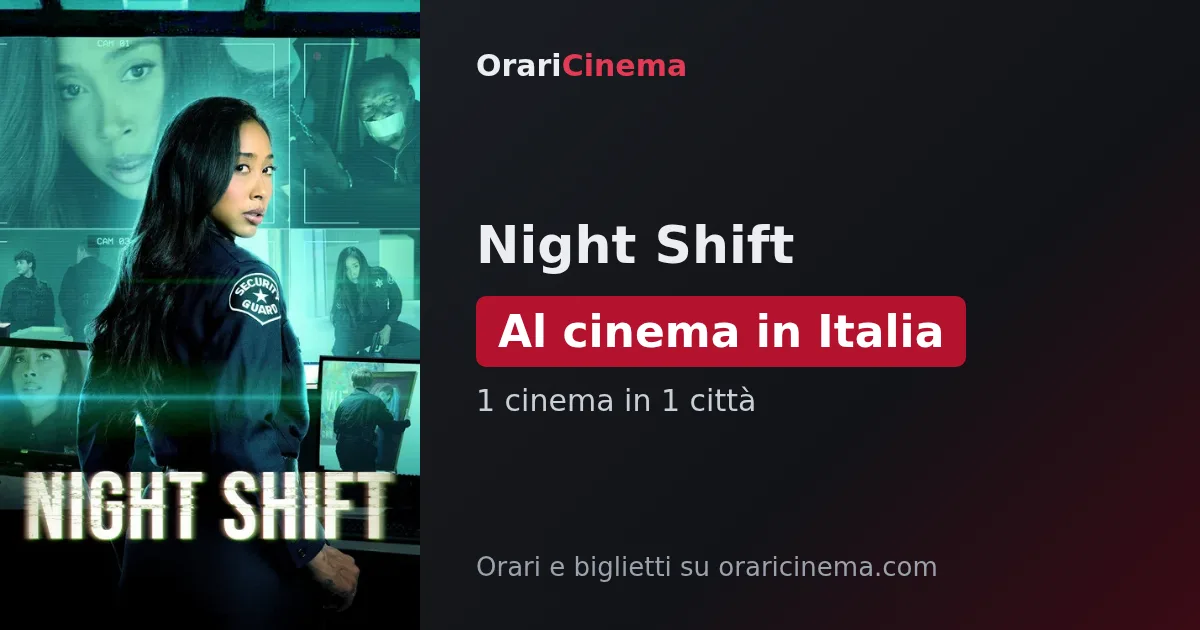 CAM 01
CAM 03
SECURITY
GUARD
NIGHT SHIFT
OrariCinema
Night Shift
Al cinema in Italia
1 cinema in 1 città
Orari e biglietti su oraricinema.com